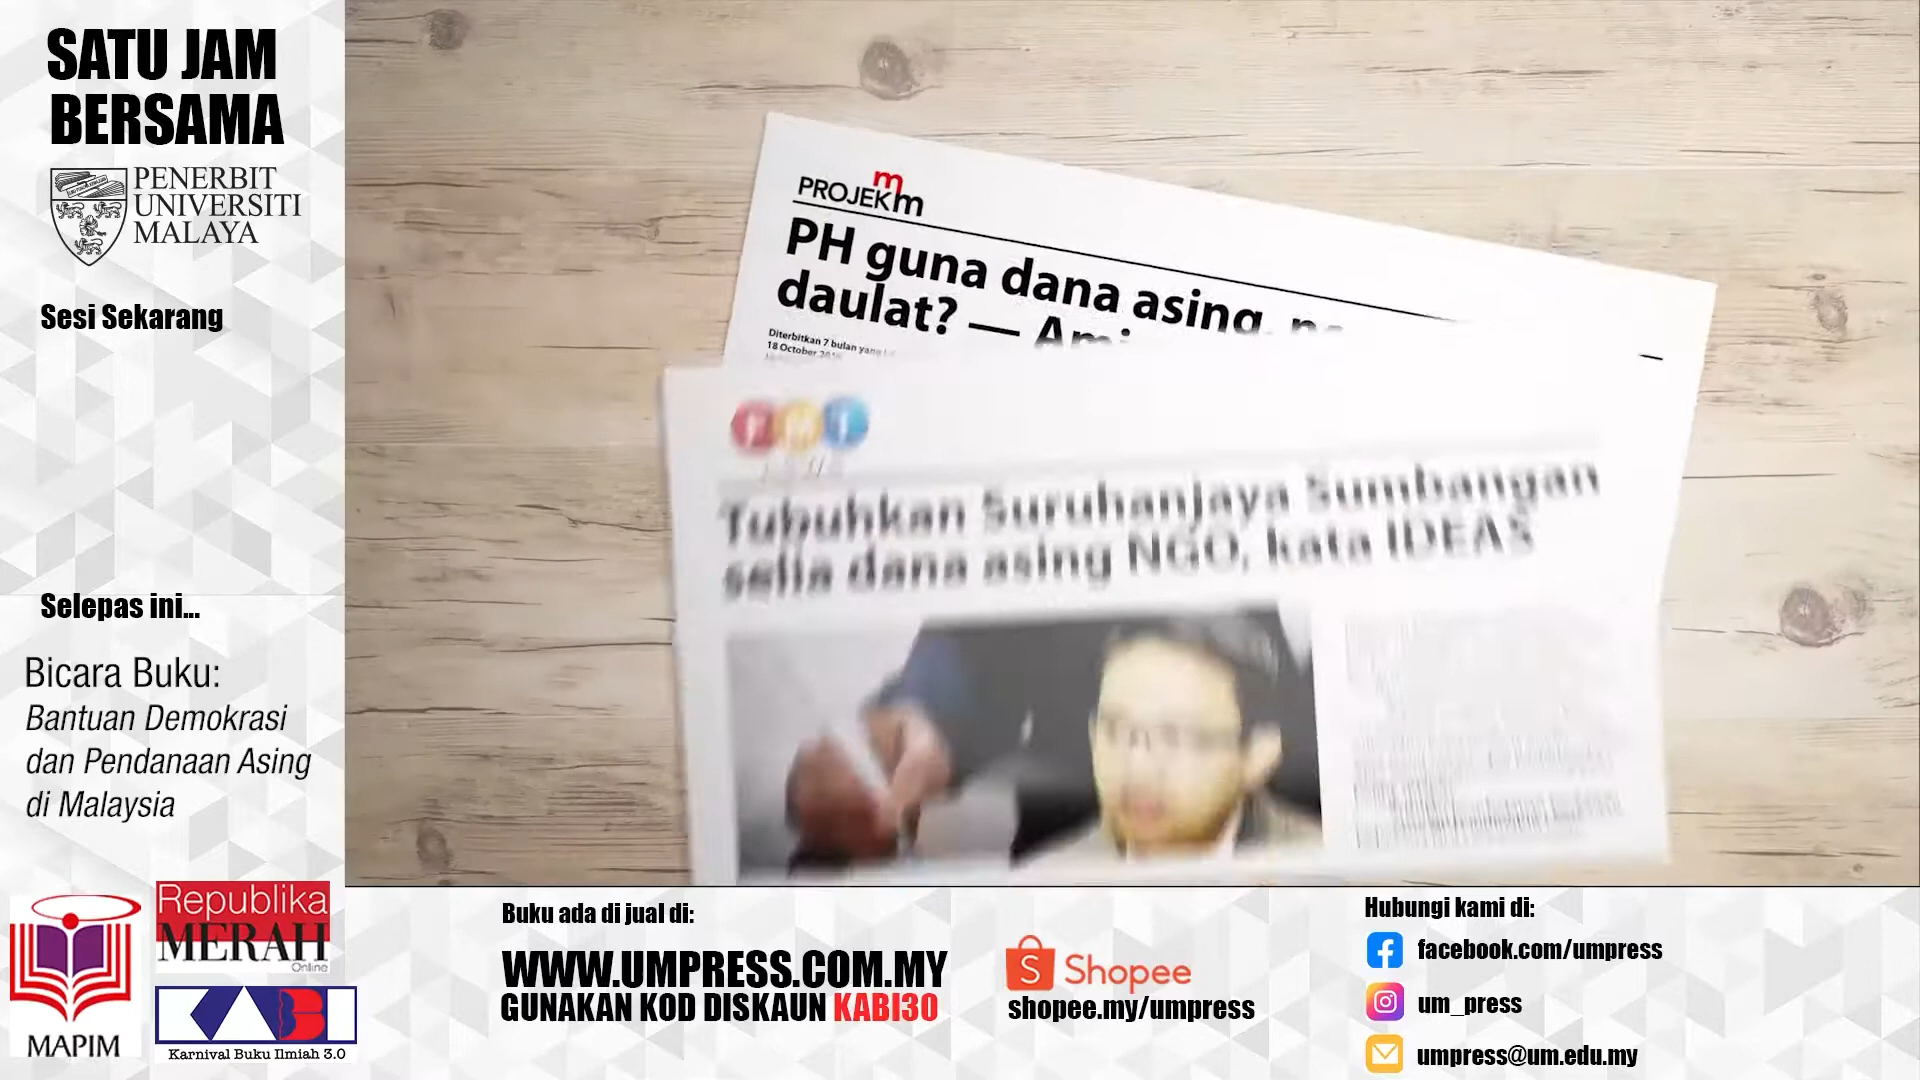 SATU JAM
BERSAMA
PENERBIT
UNIVERSITI
MALAYA
Sesi Sekarang
Selepas ini...
Bicara Buku:
Bantuan Demokrasi
dan Pendanaan Asing
di Malaysia
MAPIM
Republika
MERAH
Online
KABI
Karnival Buku Ilmiah 3.0
PROJEKmm
PH guna dana asing,
daulat? —
Diterbitkan 7 bulan yang
18 October
FMT
Tubuhkan Suruhanjaya Sumbangan
selia dana asing NGO, kata IDEAS
Buku ada di jual di:
WWW.UMPRESS.COM.MY
GUNAKAN KOD DISKAUN KABI30
Shopee
shopee.my/umpress
Hubungi kami di:
facebook.com/umpress
um_press
umpress@um.edu.my